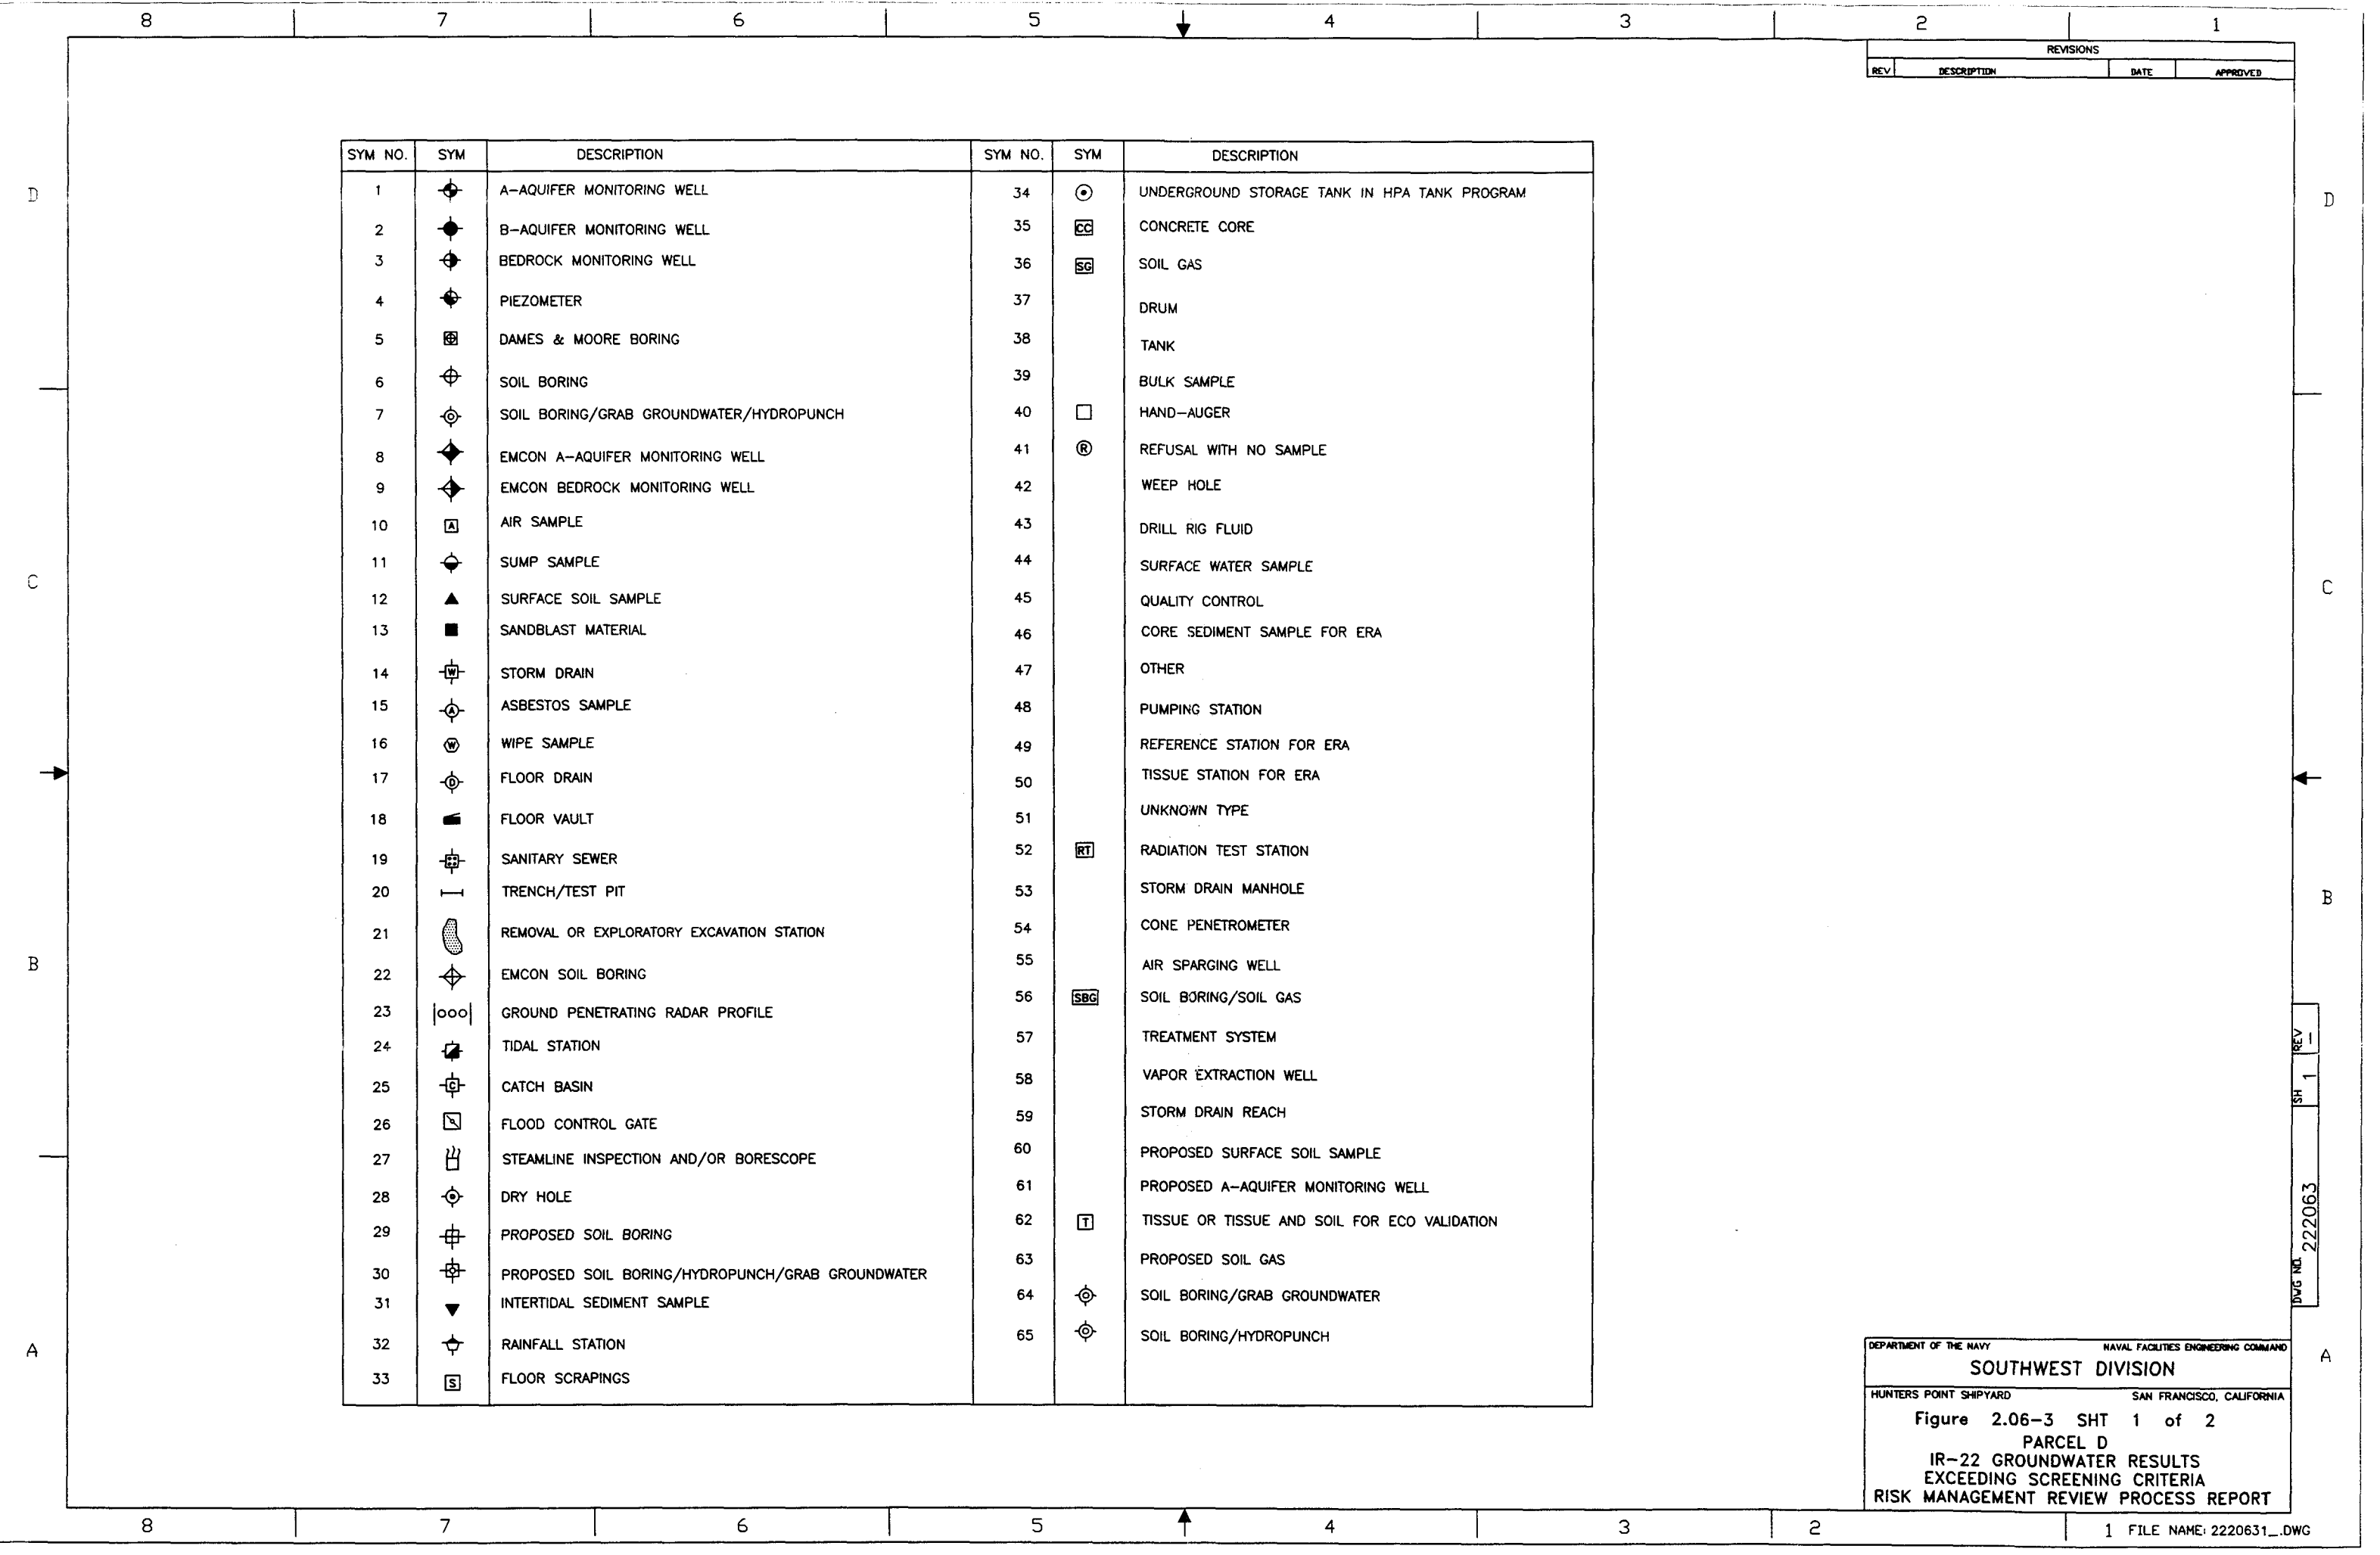 8 7 6 5 4 3 2 1
REVISIONS
REV DESCRIPTION DATE APPROVED
SYM NO. SYM DESCRIPTION SYM NO. SYM DESCRIPTION
1 A-AQUIFER MONITORING WELL 34 UNDERGROUND STORAGE TANK IN HPA TANK PROGRAM
D D
2 B-AQUIFER MONITORING WELL 35 CC CONCRETE CORE
3 BEDROCK MONITORING WELL 36 SG SOIL GAS
4 PIEZOMETER 37 DRUM
5 DAMES & MOORE BORING 38 TANK
6 SOIL BORING 39 BULK SAMPLE
7 SOIL BORING/GRAB GROUNDWATER/HYDROPUNCH 40 HAND-AUGER
8 EMCON A-AQUIFER MONITORING WELL 41 R REFUSAL WITH NO SAMPLE
9 EMCON BEDROCK MONITORING WELL 42 WEEP HOLE
10 A AIR SAMPLE 43 DRILL RIG FLUID
11 SUMP SAMPLE 44 SURFACE WATER SAMPLE
C C
12 SURFACE SOIL SAMPLE 45 QUALITY CONTROL
13 SANDBLAST MATERIAL 46 CORE SEDIMENT SAMPLE FOR ERA
14 W STORM DRAIN 47 OTHER
15 A ASBESTOS SAMPLE 48 PUMPING STATION
16 W WIPE SAMPLE 49 REFERENCE STATION FOR ERA
17 D FLOOR DRAIN 50 TISSUE STATION FOR ERA
18 FLOOR VAULT 51 UNKNOWN TYPE
19 SANITARY SEWER 52 RT RADIATION TEST STATION
20 TRENCH/TEST PIT 53 STORM DRAIN MANHOLE
B
21 REMOVAL OR EXPLORATORY EXCAVATION STATION 54 CONE PENETROMETER
B
22 EMCON SOIL BORING 55 AIR SPARGING WELL
23 GROUND PENETRATING RADAR PROFILE 56 SBG SOIL BORING/SOIL GAS
24 TIDAL STATION 57 TREATMENT SYSTEM
25 C CATCH BASIN 58 VAPOR EXTRACTION WELL
26 FLOOD CONTROL GATE 59 STORM DRAIN REACH
27 STEAMLINE INSPECTION AND/OR BORESCOPE 60 PROPOSED SURFACE SOIL SAMPLE
28 DRY HOLE 61 PROPOSED A-AQUIFER MONITORING WELL
29 PROPOSED SOIL BORING 62 T TISSUE OR TISSUE AND SOIL FOR ECO VALIDATION
30 PROPOSED SOIL BORING/HYDROPUNCH/GRAB GROUNDWATER 63 PROPOSED SOIL GAS
31 INTERTIDAL SEDIMENT SAMPLE 64 SOIL BORING/GRAB GROUNDWATER
32 RAINFALL STATION 65 SOIL BORING/HYDROPUNCH
33 S FLOOR SCRAPINGS
A A
DWG NO. 222063 SH 1 REV —
DEPARTMENT OF THE NAVY NAVAL FACILITIES ENGINEERING COMMAND
SOUTHWEST DIVISION
HUNTERS POINT SHIPYARD SAN FRANCISCO, CALIFORNIA
Figure 2.06-3 SHT 1 of 2
PARCEL D
IR-22 GROUNDWATER RESULTS
EXCEEDING SCREENING CRITERIA
RISK MANAGEMENT REVIEW PROCESS REPORT
8 7 6 5 4 3 2 1 FILE NAME: 2220631_.DWG